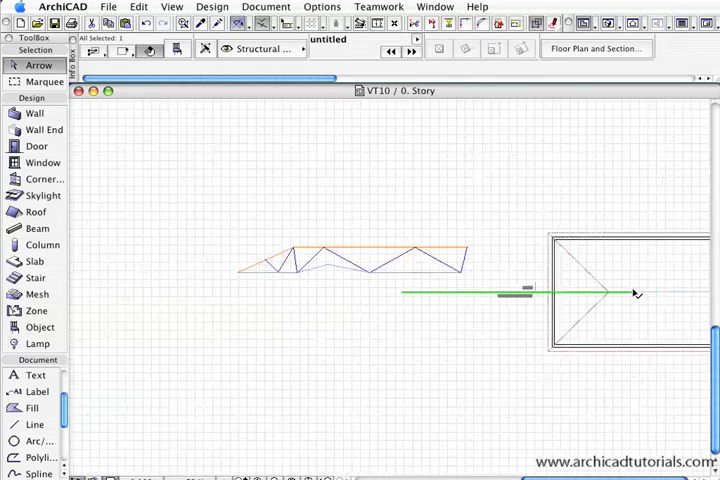 ArchiCAD File Edit View Design Document Options Teamwork Window Help
ToolBox
Selection
Arrow
Marquee
Design
Wall
Wall End
Door
Window
Corner...
Skylight
Roof
Beam
Column
Slab
Stair
Mesh
Zone
Object
Lamp
Document
Text
Label
Fill
Line
Arc/...
Polyli...
Spline
Info Box
All Selected: 1
Structural ...
untitled
Floor Plan and Section...
VT10 / 0. Story
www.archicadtutorials.com